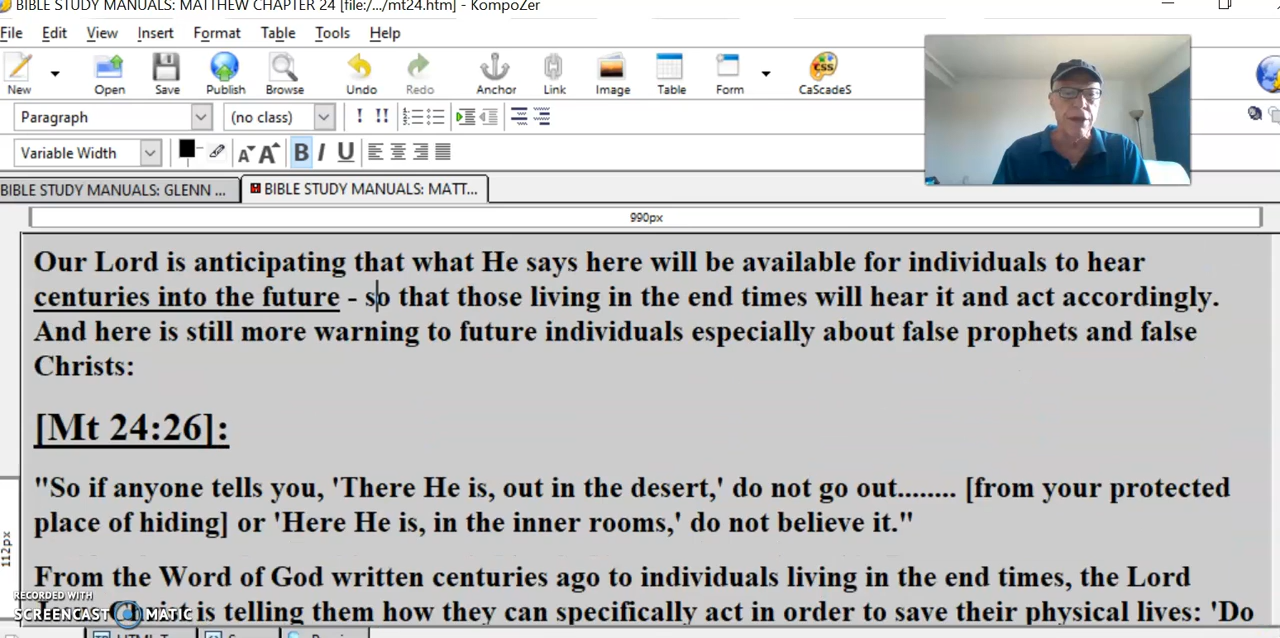 BIBLE STUDY MANUALS: MATTHEW CHAPTER 24 [file:/.../mt24.htm] - KompoZer
File Edit View Insert Format Table Tools Help
New Open Save Publish Browse Undo Redo Anchor Link Image Table Form CaScadeS
Paragraph (no class) ! !!
Variable Width A A B I U
BIBLE STUDY MANUALS: GLENN ... BIBLE STUDY MANUALS: MATT...
990px
Our Lord is anticipating that what He says here will be available for individuals to hear
centuries into the future - so that those living in the end times will hear it and act accordingly.
And here is still more warning to future individuals especially about false prophets and false
Christs:
[Mt 24:26]:
"So if anyone tells you, 'There He is, out in the desert,' do not go out........ [from your protected
place of hiding] or 'Here He is, in the inner rooms,' do not believe it."
112px
From the Word of God written centuries ago to individuals living in the end times, the Lord
RECORDED WITH
Christ is telling them how they can specifically act in order to save their physical lives: 'Do
SCREENCAST MATIC